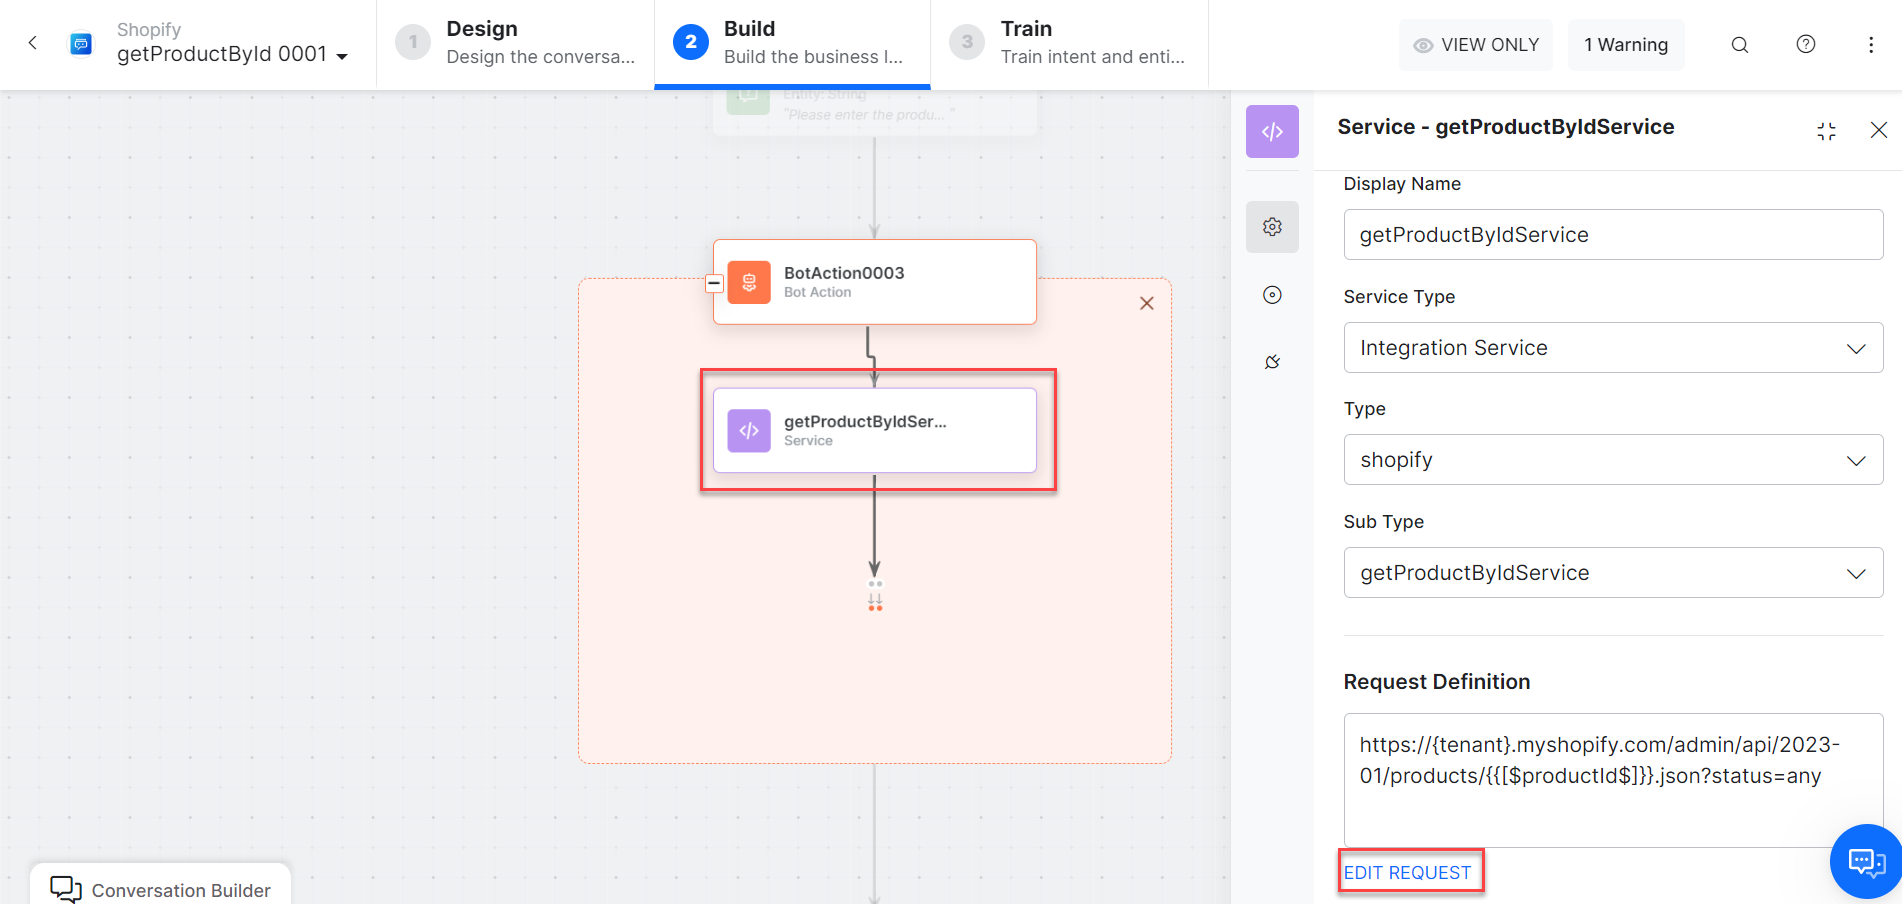 Shopify
getProductById 0001
1
Design
Design the conversa...
2
Build
Build the business l...
3
Train
Train intent and enti...
VIEW ONLY
1 Warning
Entity: String
"Please enter the produ... "
BotAction0003
Bot Action
getProductByIdSer...
Service
Conversation Builder
Service - getProductByIdService
Display Name
getProductByIdService
Service Type
Integration Service
Type
shopify
Sub Type
getProductByIdService
Request Definition
https://{tenant}.myshopify.com/admin/api/2023-
01/products/{{[$productId$]}}.json?status=any
EDIT REQUEST